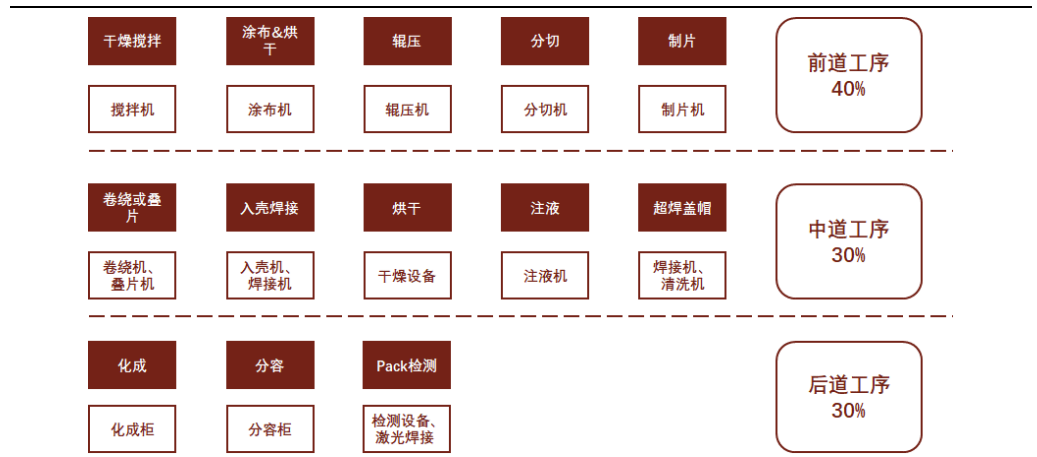 干燥搅拌
涂布&烘
干
辊压
分切
制片
前道工序
40%
搅拌机
涂布机
辊压机
分切机
制片机
卷绕或叠
片
入壳焊接
烘干
注液
超焊盖帽
中道工序
30%
卷绕机、
叠片机
入壳机、
焊接机
干燥设备
注液机
焊接机、
清洗机
化成
分容
Pack检测
后道工序
30%
化成柜
分容柜
检测设备、
激光焊接